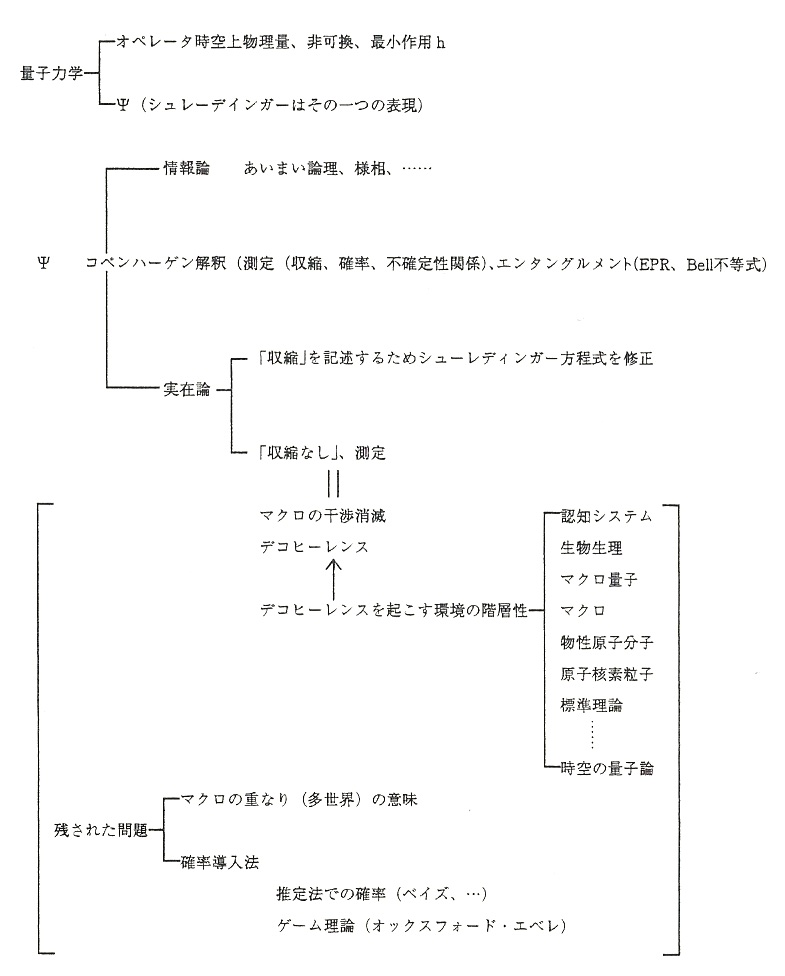 オペレータ時空上物理量、非可換、最小作用h
量子力学
Ψ（シュレーデインガーはその一つの表現）
情報論　あいまい論理、様相、……
Ψ　コペンハーゲン解釈（測定（収縮、確率、不確定性関係）、エンタングルメント（EPR、Bell不等式）
「収縮」を記述するためシューレディンガー方程式を修正
実在論
「収縮なし」、測定
マクロの干渉消滅
デコヒーレンス
デコヒーレンスを起こす環境の階層性
認知システム
生物生理
マクロ量子
マクロ
物性原子分子
原子核素粒子
標準理論
……
時空の量子論
マクロの重なり（多世界）の意味
残された問題
確率導入法
推定法での確率（ベイズ、…）
ゲーム理論（オックスフォード・エベレ）